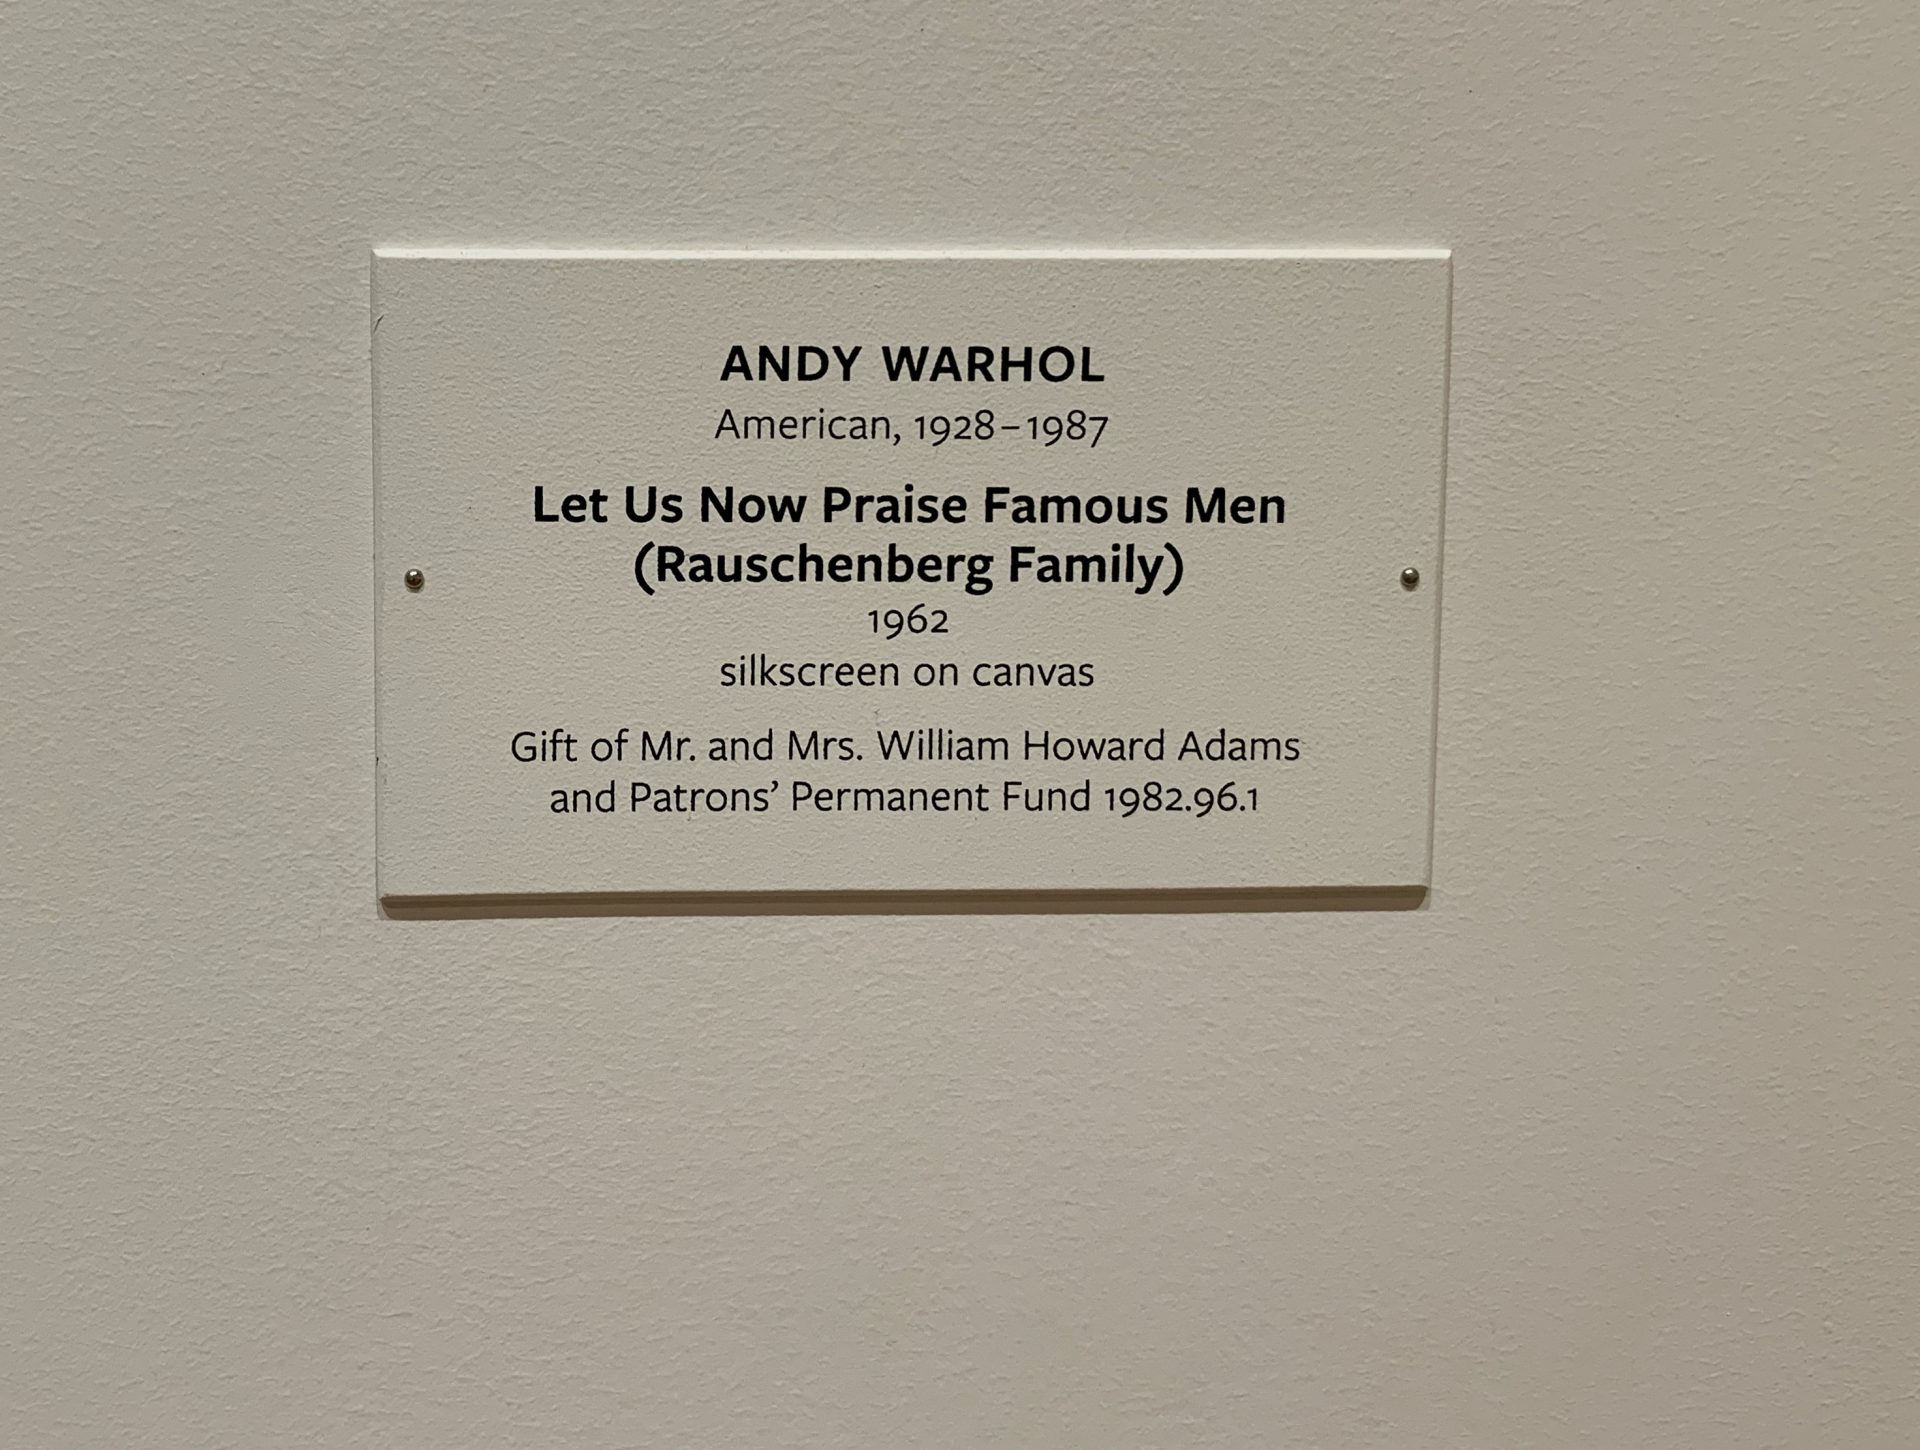 ANDY WARHOL
American, 1928–1987
Let Us Now Praise Famous Men
(Rauschenberg Family)
1962
silkscreen on canvas
Gift of Mr. and Mrs. William Howard Adams
and Patrons’ Permanent Fund 1982.96.1